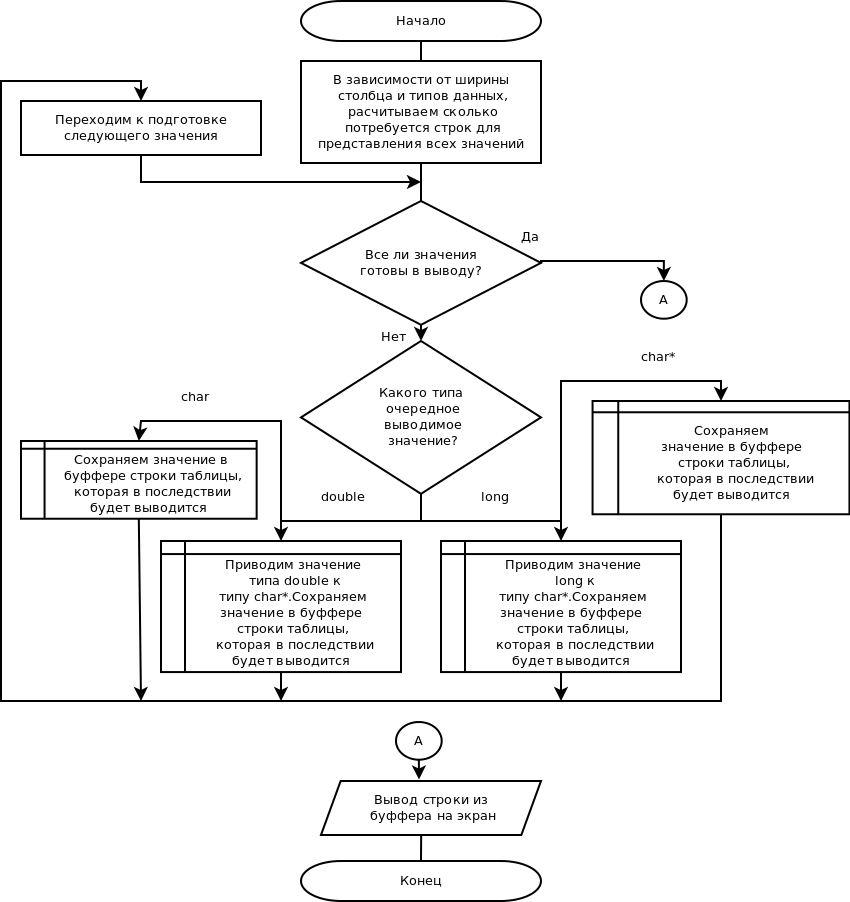 Начало
В зависимости от ширины
столбца и типов данных,
расчитываем сколько
потребуется строк для
представления всех значений
Переходим к подготовке
следующего значения
Все ли значения
готовы в выводу?
Да
А
Нет
Какого типа
очередное
выводимое
значение?
char
char*
double
long
Сохраняем значение в
буффере строки таблицы,
которая в последствии
будет выводится
Сохраняем
значение в буффере
строки таблицы,
которая в последствии
будет выводится
Приводим значение
типа double к
типу char*.Сохраняем
значение в буффере
строки таблицы,
которая в последствии
будет выводится
Приводим значение
long к
типу char*.Сохраняем
значение в буффере
строки таблицы,
которая в последствии
будет выводится
А
Вывод строки из
буффера на экран
Конец